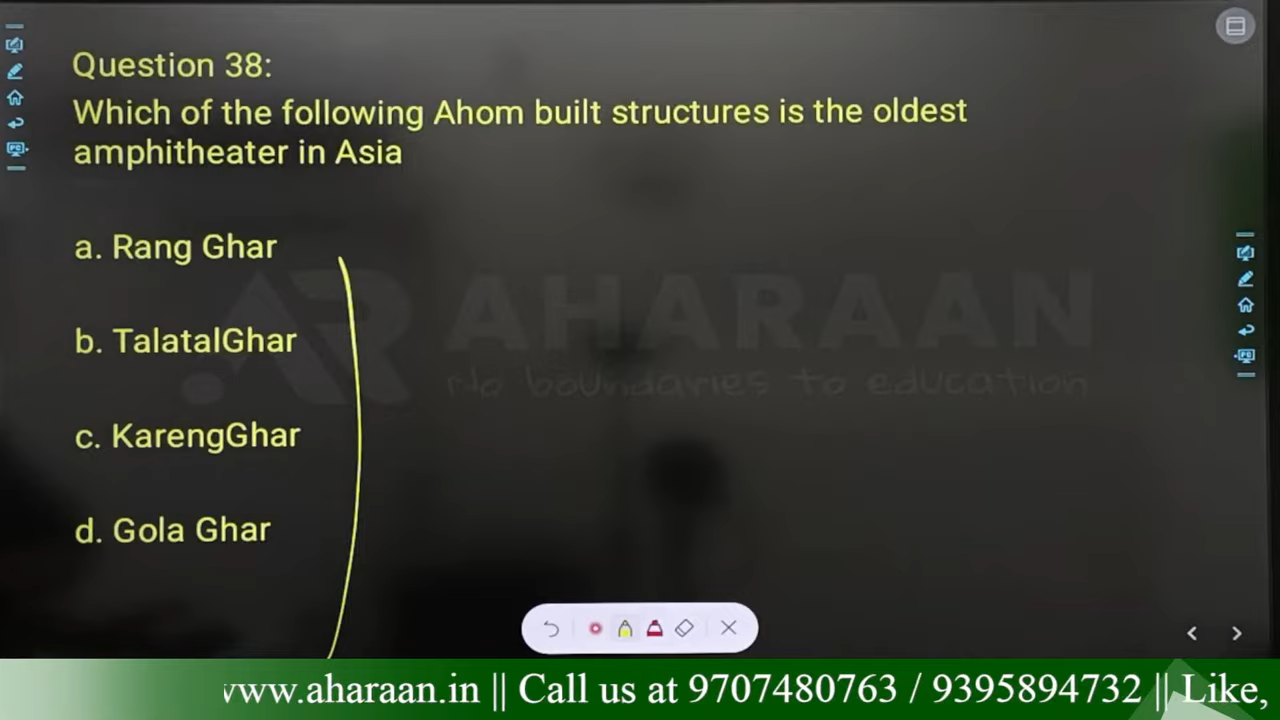 Question 38:
Which of the following Ahom built structures is the oldest
amphitheater in Asia
a. Rang Ghar
b. TalatalGhar
c. KarengGhar
d. Gola Ghar
AHARAAN
No boundaries to education
www.aharaan.in || Call us at 9707480763 / 9395894732 || Like,